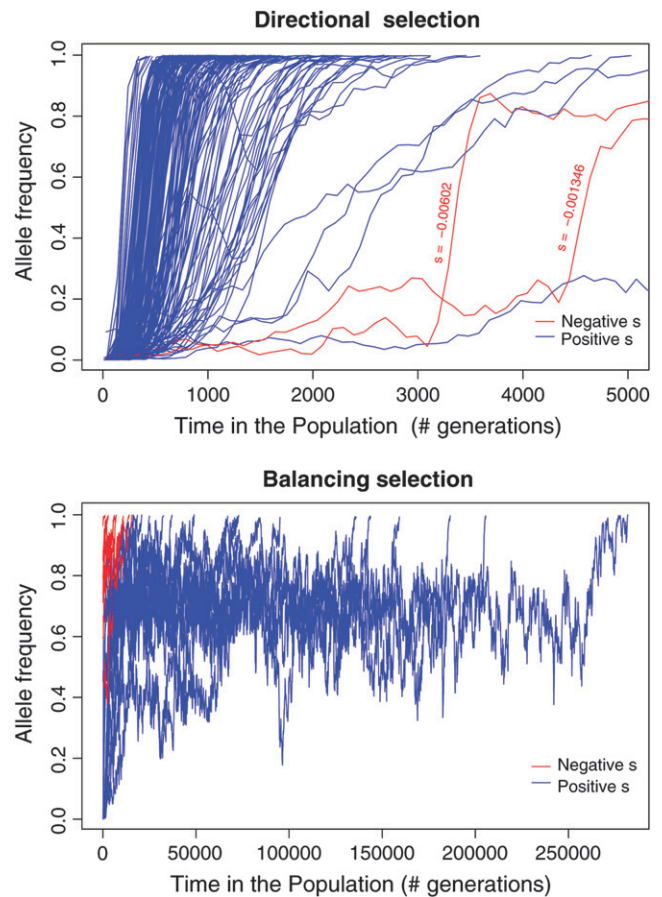 Directional selection
Allele frequency
1.0
0.8
0.6
0.4
0.2
0.0
s = −0.00602
s = −0.001346
Negative s
Positive s
0 1000 2000 3000 4000 5000
Time in the Population (# generations)
Balancing selection
Allele frequency
1.0
0.8
0.6
0.4
0.2
0.0
Negative s
Positive s
0 50000 100000 150000 200000 250000
Time in the Population (# generations)